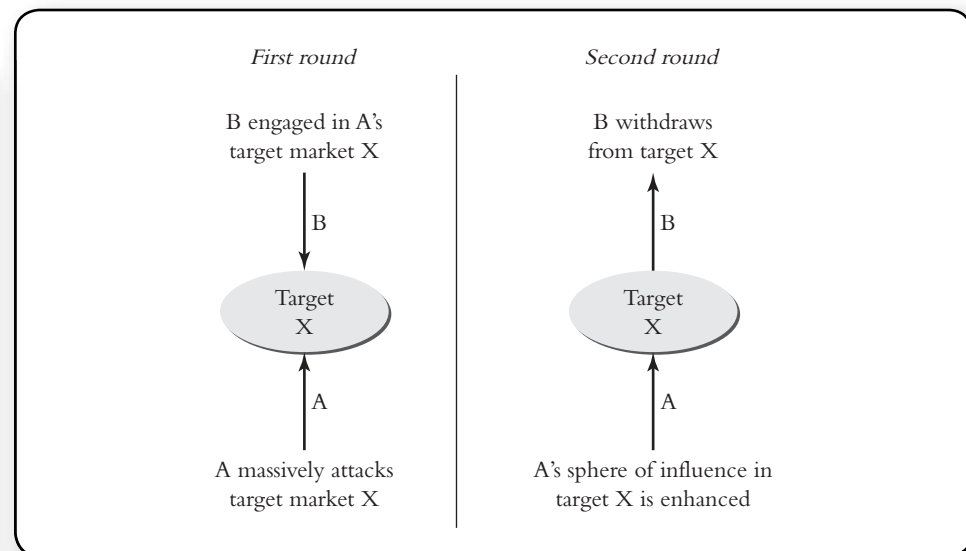 First round
B engaged in A's
target market X
B
Target
X
A
A massively attacks
target market X
Second round
B withdraws
from target X
B
Target
X
A
A's sphere of influence in
target X is enhanced